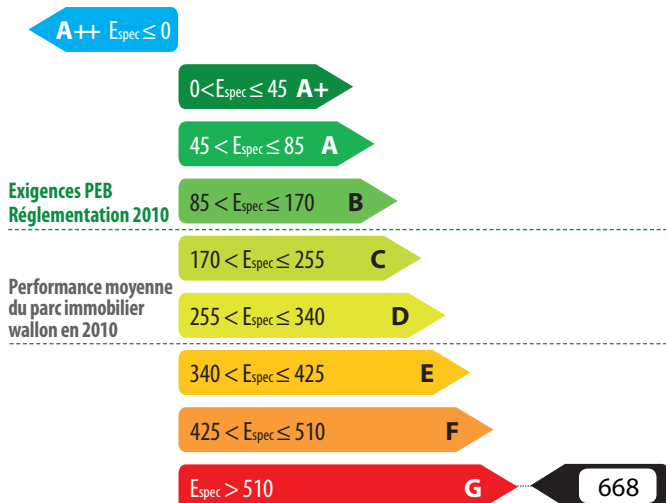 A++ Espec ≤ 0
0 < Espec ≤ 45 A+
45 < Espec ≤ 85 A
Exigences PEB
Réglementation 2010
85 < Espec ≤ 170 B
170 < Espec ≤ 255 C
Performance moyenne
du parc immobilier
wallon en 2010
255 < Espec ≤ 340 D
340 < Espec ≤ 425 E
425 < Espec ≤ 510 F
Espec > 510 G
668